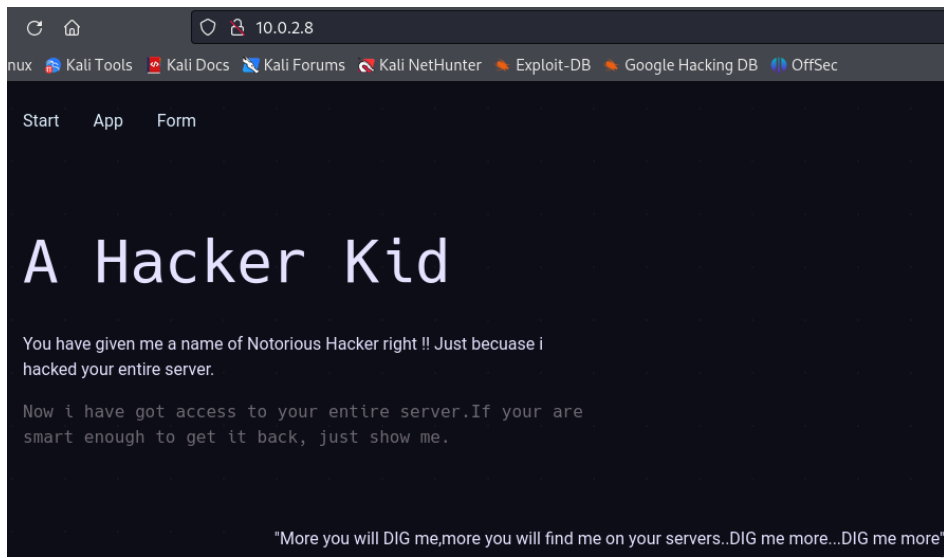 10.0.2.8
nux Kali Tools Kali Docs Kali Forums Kali NetHunter Exploit-DB Google Hacking DB OffSec
Start App Form
A Hacker Kid
You have given me a name of Notorious Hacker right !! Just becuase i
hacked your entire server.
Now i have got access to your entire server.If your are
smart enough to get it back, just show me.
"More you will DIG me,more you will find me on your servers..DIG me more...DIG me more"